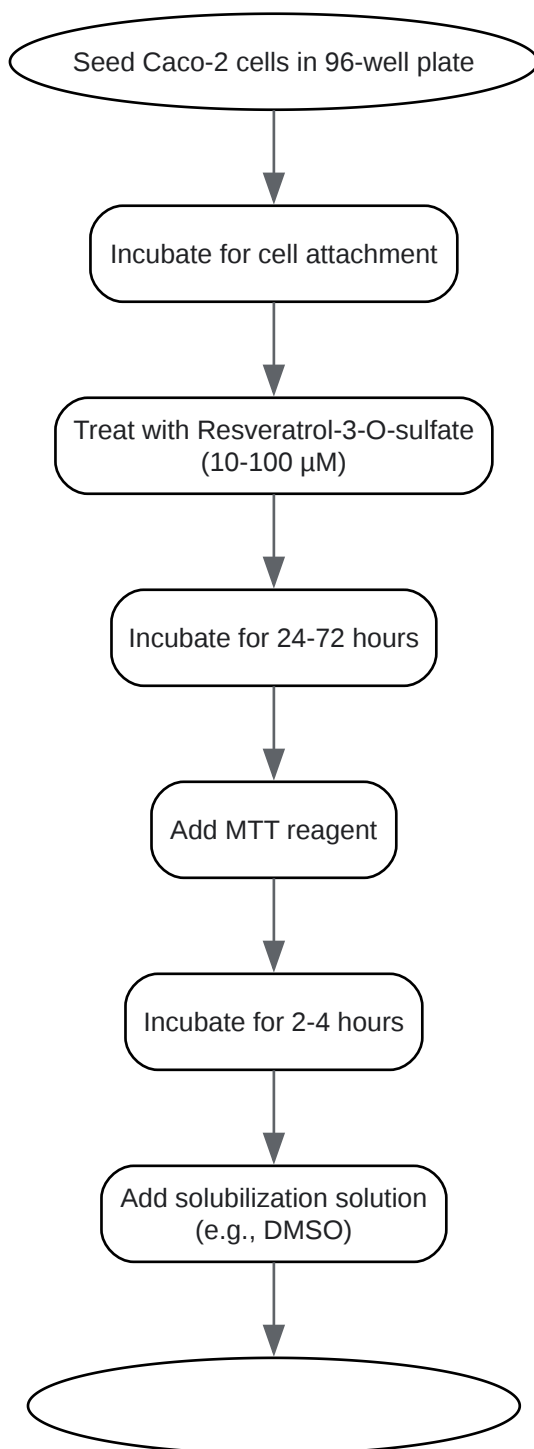 Seed Caco-2 cells in 96-well plate
Incubate for cell attachment
Treat with Resveratrol-3-O-sulfate
(10-100 µM)
Incubate for 24-72 hours
Add MTT reagent
Incubate for 2-4 hours
Add solubilization solution
(e.g., DMSO)